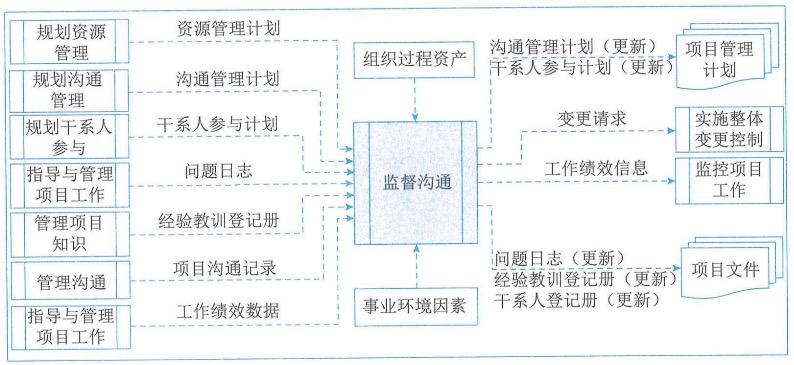 规划资源
管理
资源管理计划
规划沟通
管理
沟通管理计划
规划干系人
参与
干系人参与计划
指导与管理
项目工作
问题日志
管理项目
知识
经验教训登记册
管理沟通
项目沟通记录
指导与管理
项目工作
工作绩效数据
组织过程资产
监督沟通
事业环境因素
沟通管理计划（更新）
干系人参与计划（更新）
项目管理
计划
变更请求
实施整体
变更控制
工作绩效信息
监控项目
工作
问题日志（更新）
经验教训登记册（更新）
干系人登记册（更新）
项目文件